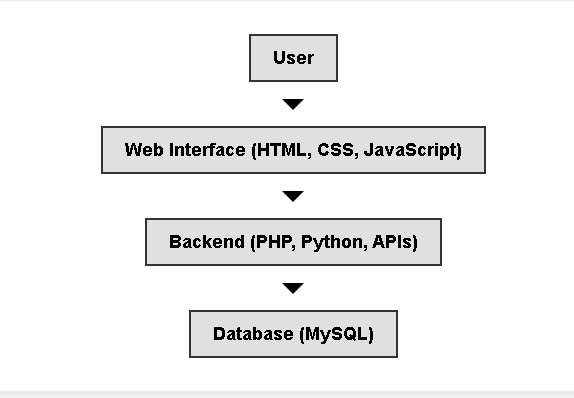 User
Web Interface (HTML, CSS, JavaScript)
Backend (PHP, Python, APIs)
Database (MySQL)